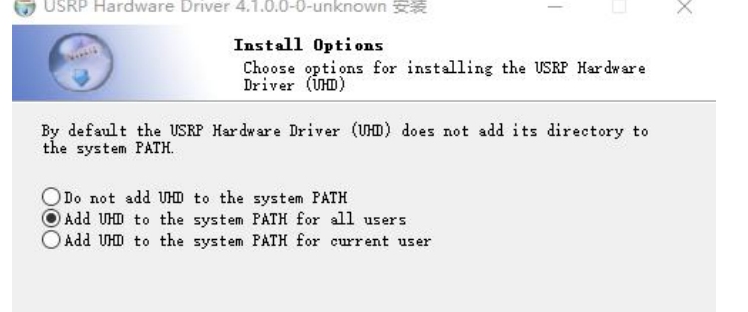 USRP Hardware Driver 4.1.0.0-0-unknown 安装
Install Options
Choose options for installing the USRP Hardware
Driver (UHD)
By default the USRP Hardware Driver (UHD) does not add its directory to
the system PATH.
Do not add UHD to the system PATH
Add UHD to the system PATH for all users
Add UHD to the system PATH for current user